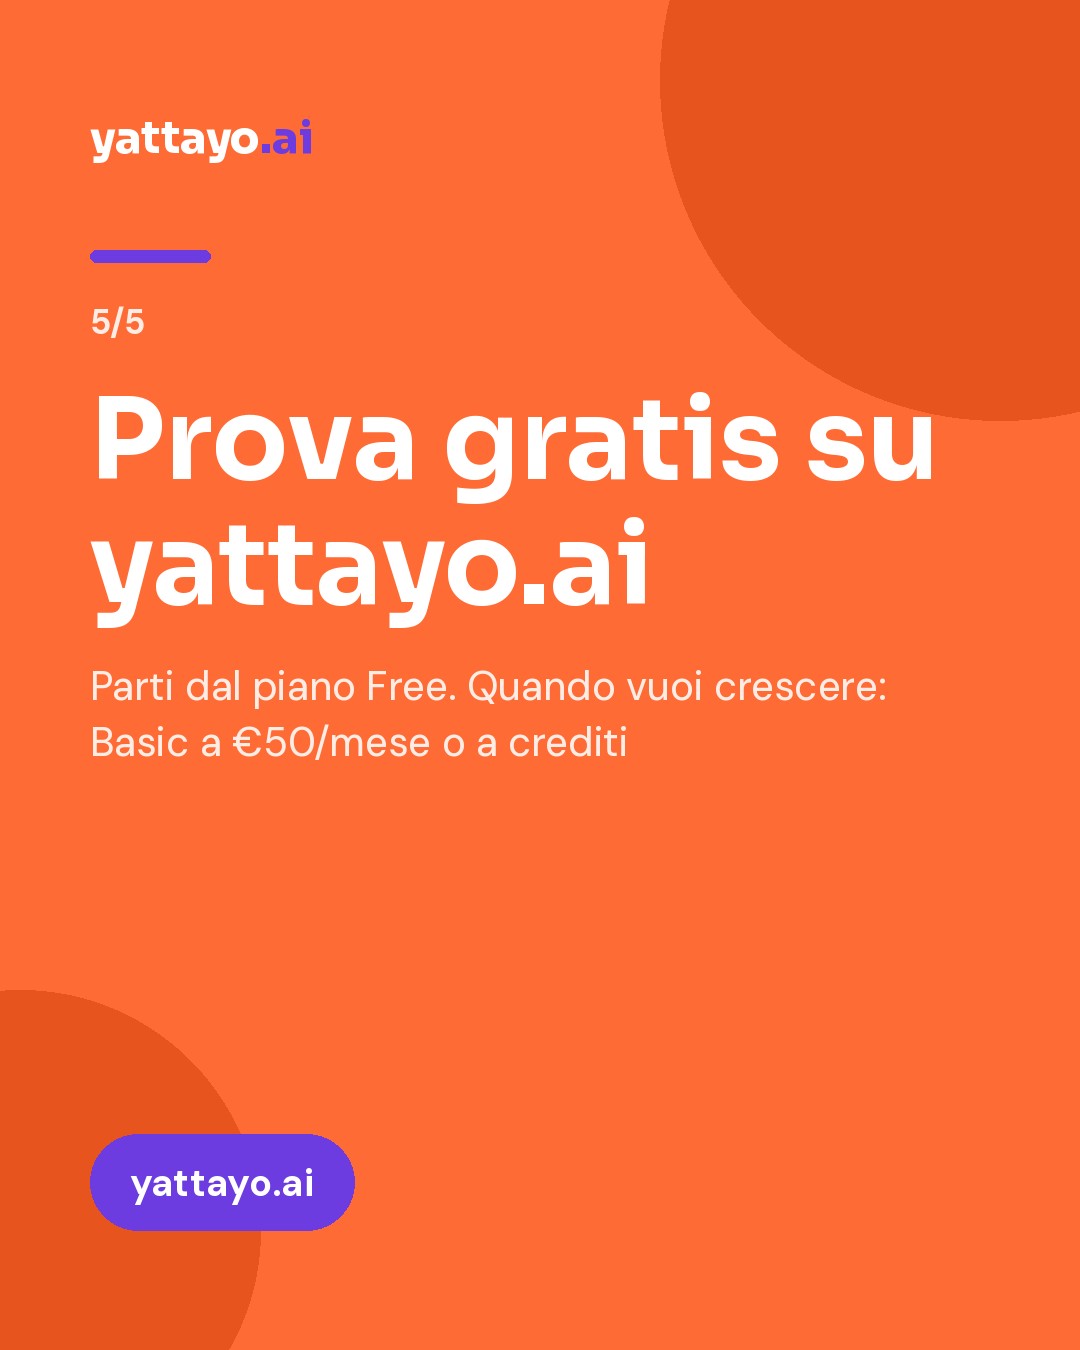 yattayo.ai
5/5
Prova gratis su
yattayo.ai
Parti dal piano Free. Quando vuoi crescere:
Basic a €50/mese o a crediti
yattayo.ai